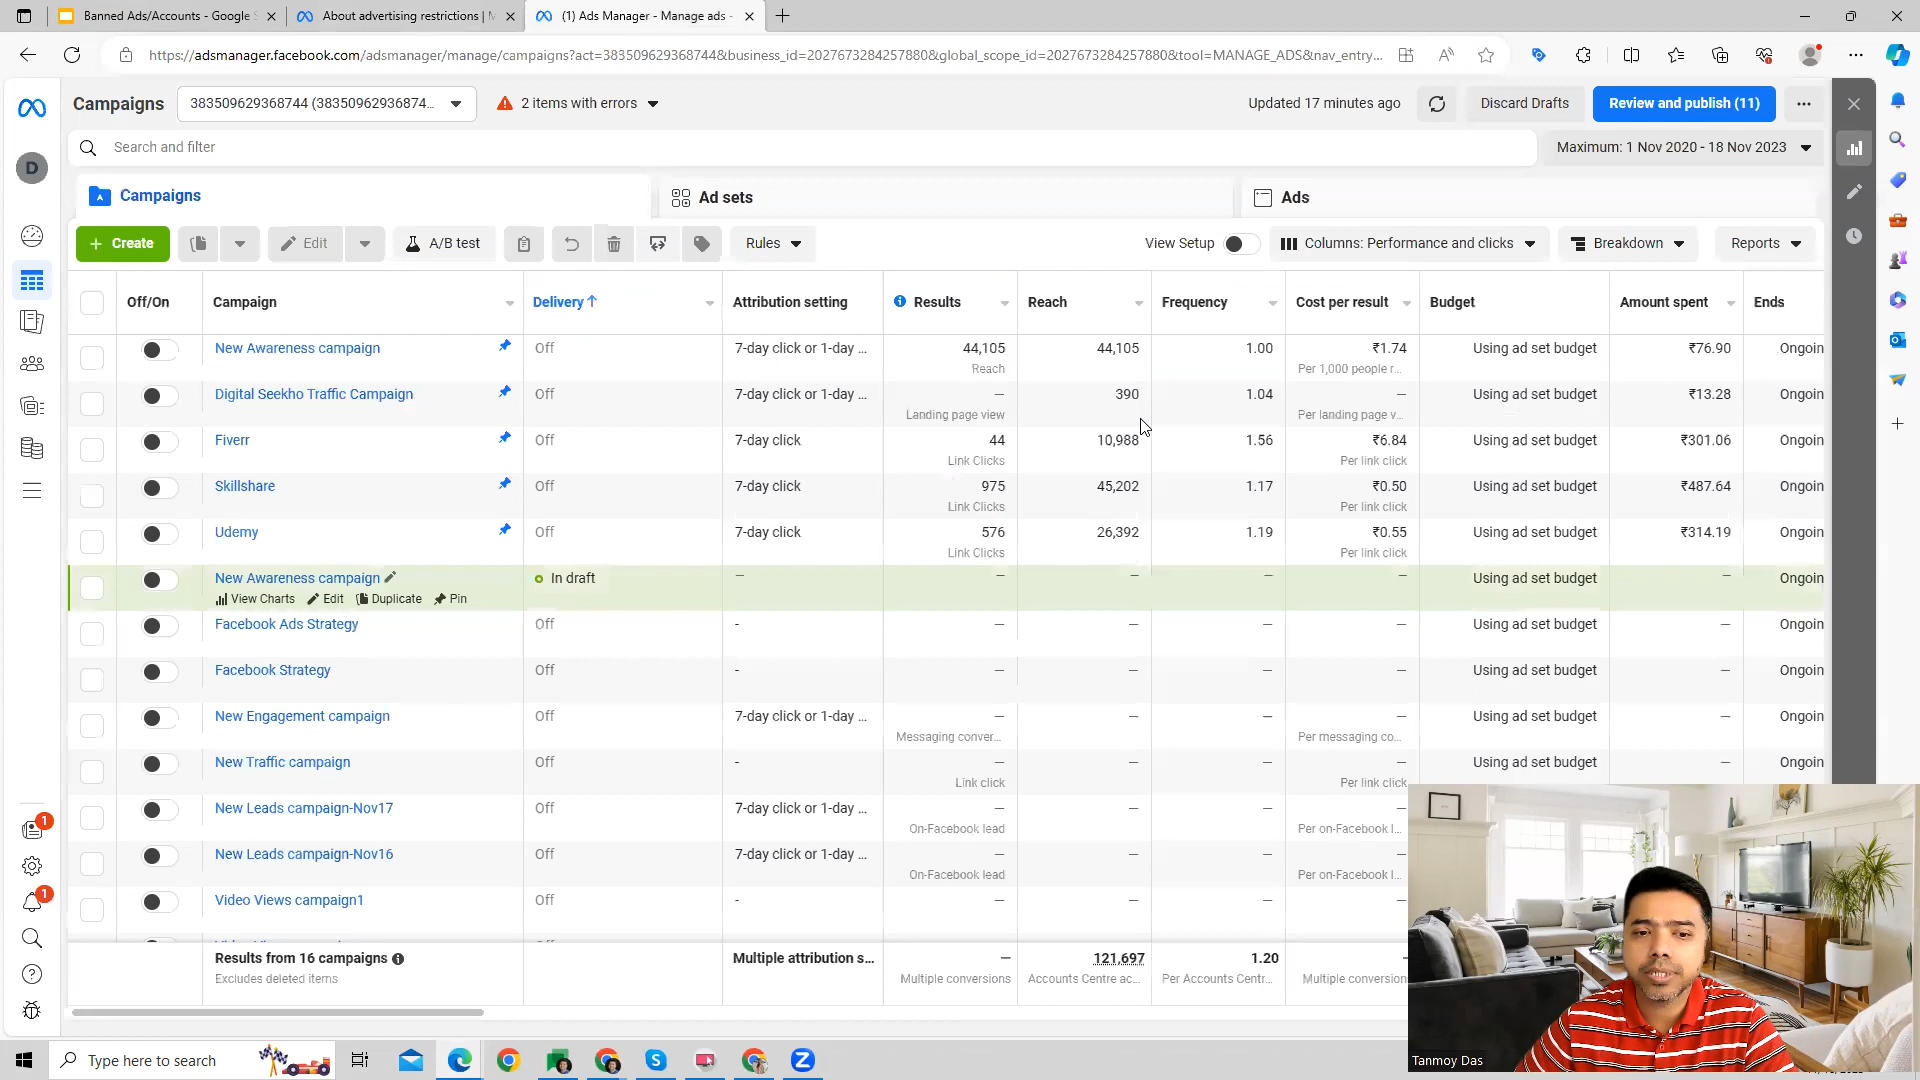 Banned Ads/Accounts - Google S
About advertising restrictions | M
(1) Ads Manager - Manage ads -
https://adsmanager.facebook.com/adsmanager/manage/campaigns?act=383509629368744&business_id=2027673284257880&global_scope_id=2027673284257880&tool=MANAGE_ADS&nav_entry...
Campaigns
383509629368744 (38350962936874...
2 items with errors
Updated 17 minutes ago
Discard Drafts
Review and publish (11)
D
Search and filter
Maximum: 1 Nov 2020 - 18 Nov 2023
Campaigns
Ad sets
Ads
+ Create
Edit
A/B test
Rules
View Setup
Columns: Performance and clicks
Breakdown
Reports
Off/On Campaign Delivery ↑ Attribution setting Results Reach Frequency Cost per result Budget Amount spent Ends
New Awareness campaign Off 7-day click or 1-day ... 44,105 44,105 1.00 ₹1.74 Using ad set budget ₹76.90 Ongoin
Reach Per 1,000 people r...
Digital Seekho Traffic Campaign Off 7-day click or 1-day ... — 390 1.04 — Using ad set budget ₹13.28 Ongoin
Landing page view Per landing page v...
Fiverr Off 7-day click 44 10,988 1.56 ₹6.84 Using ad set budget ₹301.06 Ongoin
Link Clicks Per link click
Skillshare Off 7-day click 975 45,202 1.17 ₹0.50 Using ad set budget ₹487.64 Ongoin
Link Clicks Per link click
Udemy Off 7-day click 576 26,392 1.19 ₹0.55 Using ad set budget ₹314.19 Ongoin
Link Clicks Per link click
New Awareness campaign In draft — — — — — Using ad set budget — Ongoin
View Charts Edit Duplicate Pin
Facebook Ads Strategy Off - — — — — Using ad set budget — Ongoin
Facebook Strategy Off - — — — — Using ad set budget — Ongoin
New Engagement campaign Off 7-day click or 1-day ... — — — — Using ad set budget — Ongoin
Messaging conver... Per messaging co...
New Traffic campaign Off - — — — — Using ad set budget — Ongoin
Link click Per link click
New Leads campaign-Nov17 Off 7-day click or 1-day ... — — — —
On-Facebook lead Per on-Facebook l...
New Leads campaign-Nov16 Off 7-day click or 1-day ... — — — —
On-Facebook lead Per on-Facebook l...
Video Views campaign1 Off - — — — —
Results from 16 campaigns Multiple attribution s... — 121,697 1.20 —
Excludes deleted items Multiple conversions Accounts Centre ac... Per Accounts Centr... Multiple conversion
1
1
Type here to search
Tanmoy Das